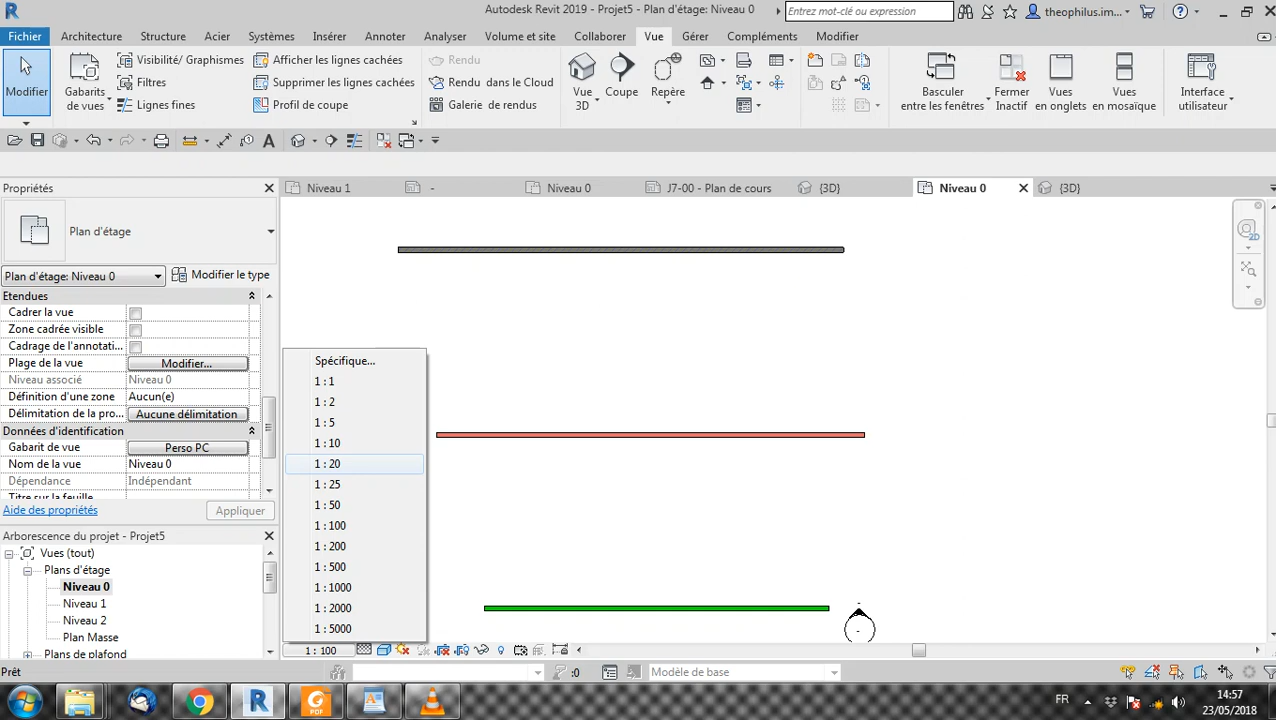 Autodesk Revit 2019 - Projet5 - Plan d'étage: Niveau 0
Entrez mot-clé ou expression
theophilus.im...
Fichier Architecture Structure Acier Systèmes Insérer Annoter Analyser Volume et site Collaborer Vue Gérer Compléments Modifier
Modifier
Gabarits
de vues
Visibilité/ Graphismes
Filtres
Lignes fines
Afficher les lignes cachées
Supprimer les lignes cachées
Profil de coupe
Rendu
Rendu dans le Cloud
Galerie de rendus
Vue
3D
Coupe
Repère
Basculer
entre les fenêtres
Fermer
Inactif
Vues
en onglets
Vues
en mosaïque
Interface
utilisateur
Propriétés
Niveau 1
-
Niveau 0
J7-00 - Plan de cours
{3D}
Niveau 0
{3D}
Plan d'étage
Plan d'étage: Niveau 0
Modifier le type
Etendues
Cadrer la vue
Zone cadrée visible
Cadrage de l'annotati...
Plage de la vue Modifier...
Niveau associé Niveau 0
Définition d'une zone Aucun(e)
Délimitation de la pro... Aucune délimitation
Données d'identification
Gabarit de vue Perso PC
Nom de la vue Niveau 0
Dépendance Indépendant
Titre sur la feuille
Aide des propriétés
Appliquer
Arborescence du projet - Projet5
Vues (tout)
Plans d'étage
Niveau 0
Niveau 1
Niveau 2
Plan Masse
Plans de plafond
Spécifique...
1 : 1
1 : 2
1 : 5
1 : 10
1 : 20
1 : 25
1 : 50
1 : 100
1 : 200
1 : 500
1 : 1000
1 : 2000
1 : 5000
2D
-
-
1 : 100
Prêt
:0
Modèle de base
PDF
FR
14:57
23/05/2018